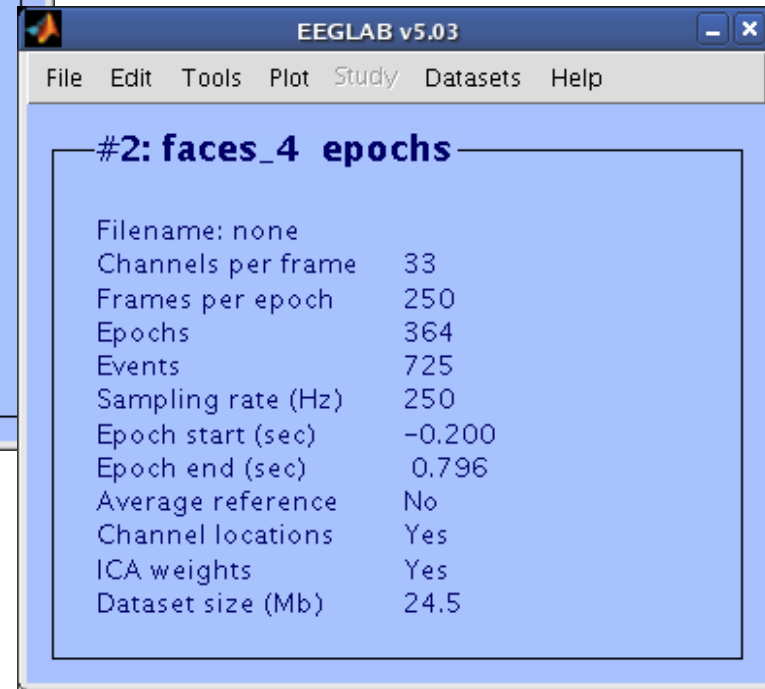 EEGLAB v5.03
File Edit Tools Plot Study Datasets Help
#2: faces_4 epochs
Filename: none
Channels per frame 33
Frames per epoch 250
Epochs 364
Events 725
Sampling rate (Hz) 250
Epoch start (sec) -0.200
Epoch end (sec) 0.796
Average reference No
Channel locations Yes
ICA weights Yes
Dataset size (Mb) 24.5